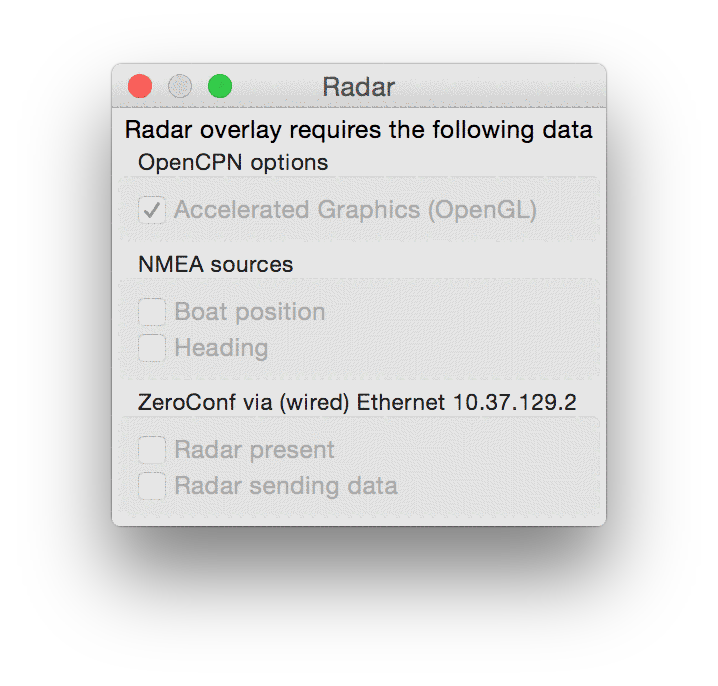 Radar
Radar overlay requires the following data
OpenCPN options
Accelerated Graphics (OpenGL)
NMEA sources
Boat position
Heading
ZeroConf via (wired) Ethernet 10.37.129.2
Radar present
Radar sending data